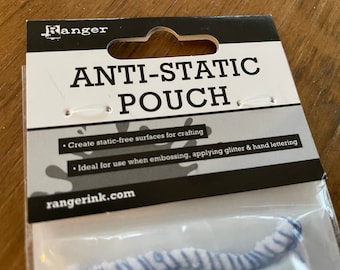 Ranger
ANTI-STATIC
POUCH
• Create static-free surfaces for crafting
• Ideal for use when embossing, applying glitter & hand lettering
rangerink.com